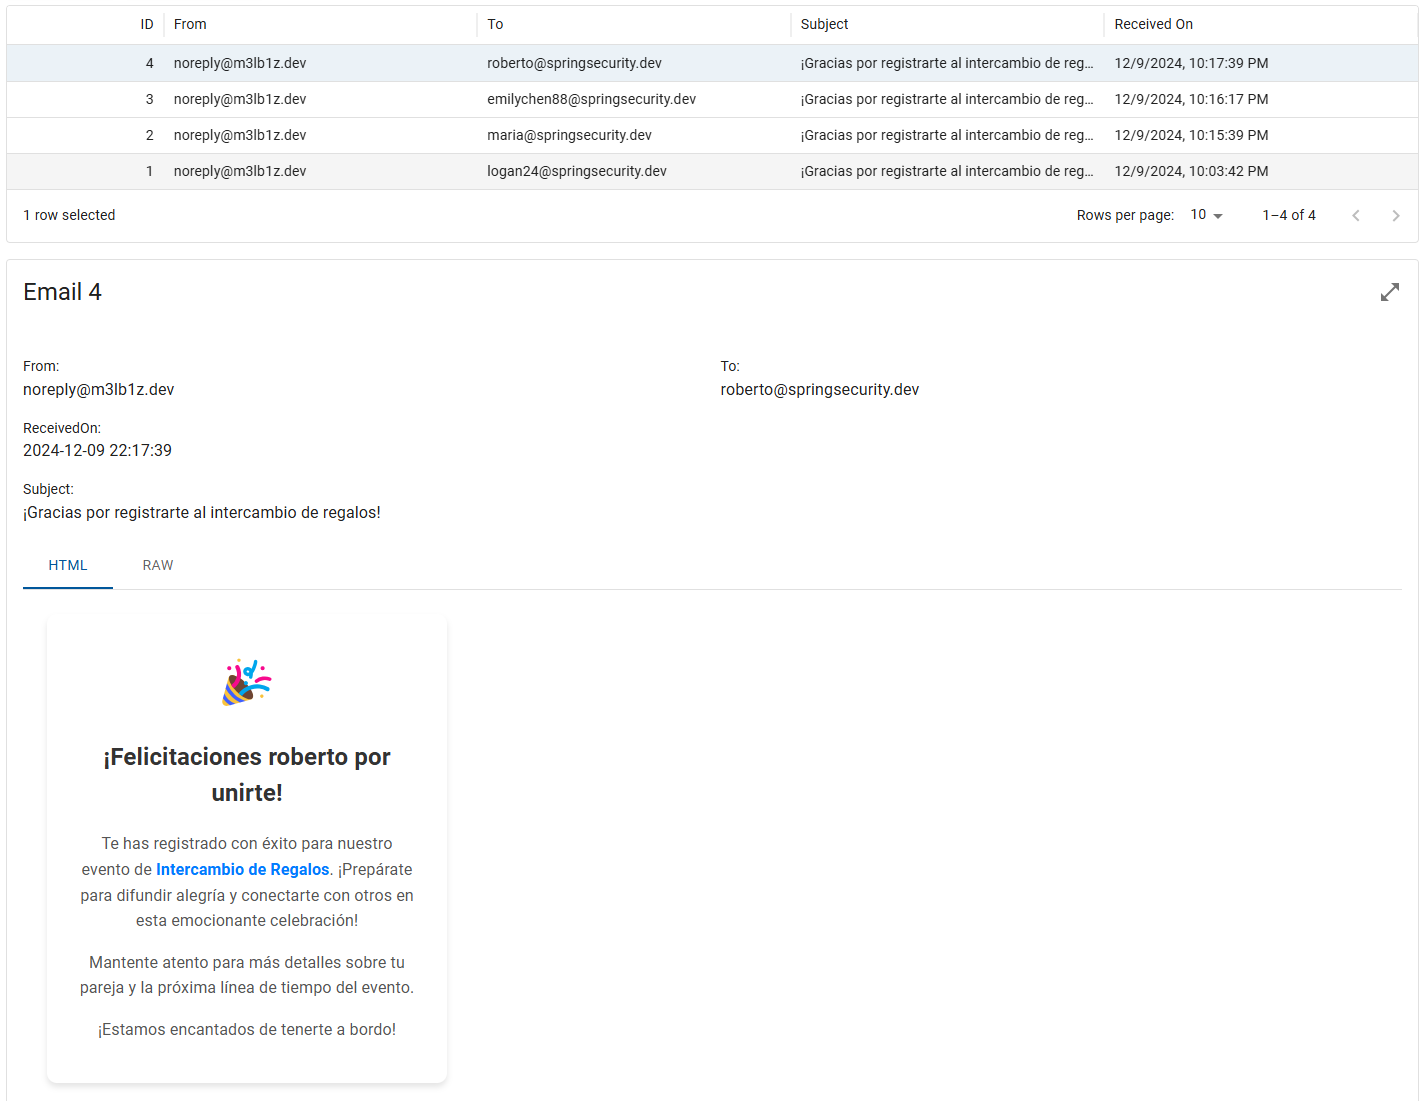 ID From To Subject Received On
4 noreply@m3lb1z.dev roberto@springsecurity.dev ¡Gracias por registrarte al intercambio de reg... 12/9/2024, 10:17:39 PM
3 noreply@m3lb1z.dev emilychen88@springsecurity.dev ¡Gracias por registrarte al intercambio de reg... 12/9/2024, 10:16:17 PM
2 noreply@m3lb1z.dev maria@springsecurity.dev ¡Gracias por registrarte al intercambio de reg... 12/9/2024, 10:15:39 PM
1 noreply@m3lb1z.dev logan24@springsecurity.dev ¡Gracias por registrarte al intercambio de reg... 12/9/2024, 10:03:42 PM
1 row selected Rows per page: 10 1–4 of 4
Email 4
From: To:
noreply@m3lb1z.dev roberto@springsecurity.dev
ReceivedOn:
2024-12-09 22:17:39
Subject:
¡Gracias por registrarte al intercambio de regalos!
HTML RAW
¡Felicitaciones roberto por
unirte!
Te has registrado con éxito para nuestro
evento de Intercambio de Regalos. ¡Prepárate
para difundir alegría y conectarte con otros en
esta emocionante celebración!
Mantente atento para más detalles sobre tu
pareja y la próxima línea de tiempo del evento.
¡Estamos encantados de tenerte a bordo!